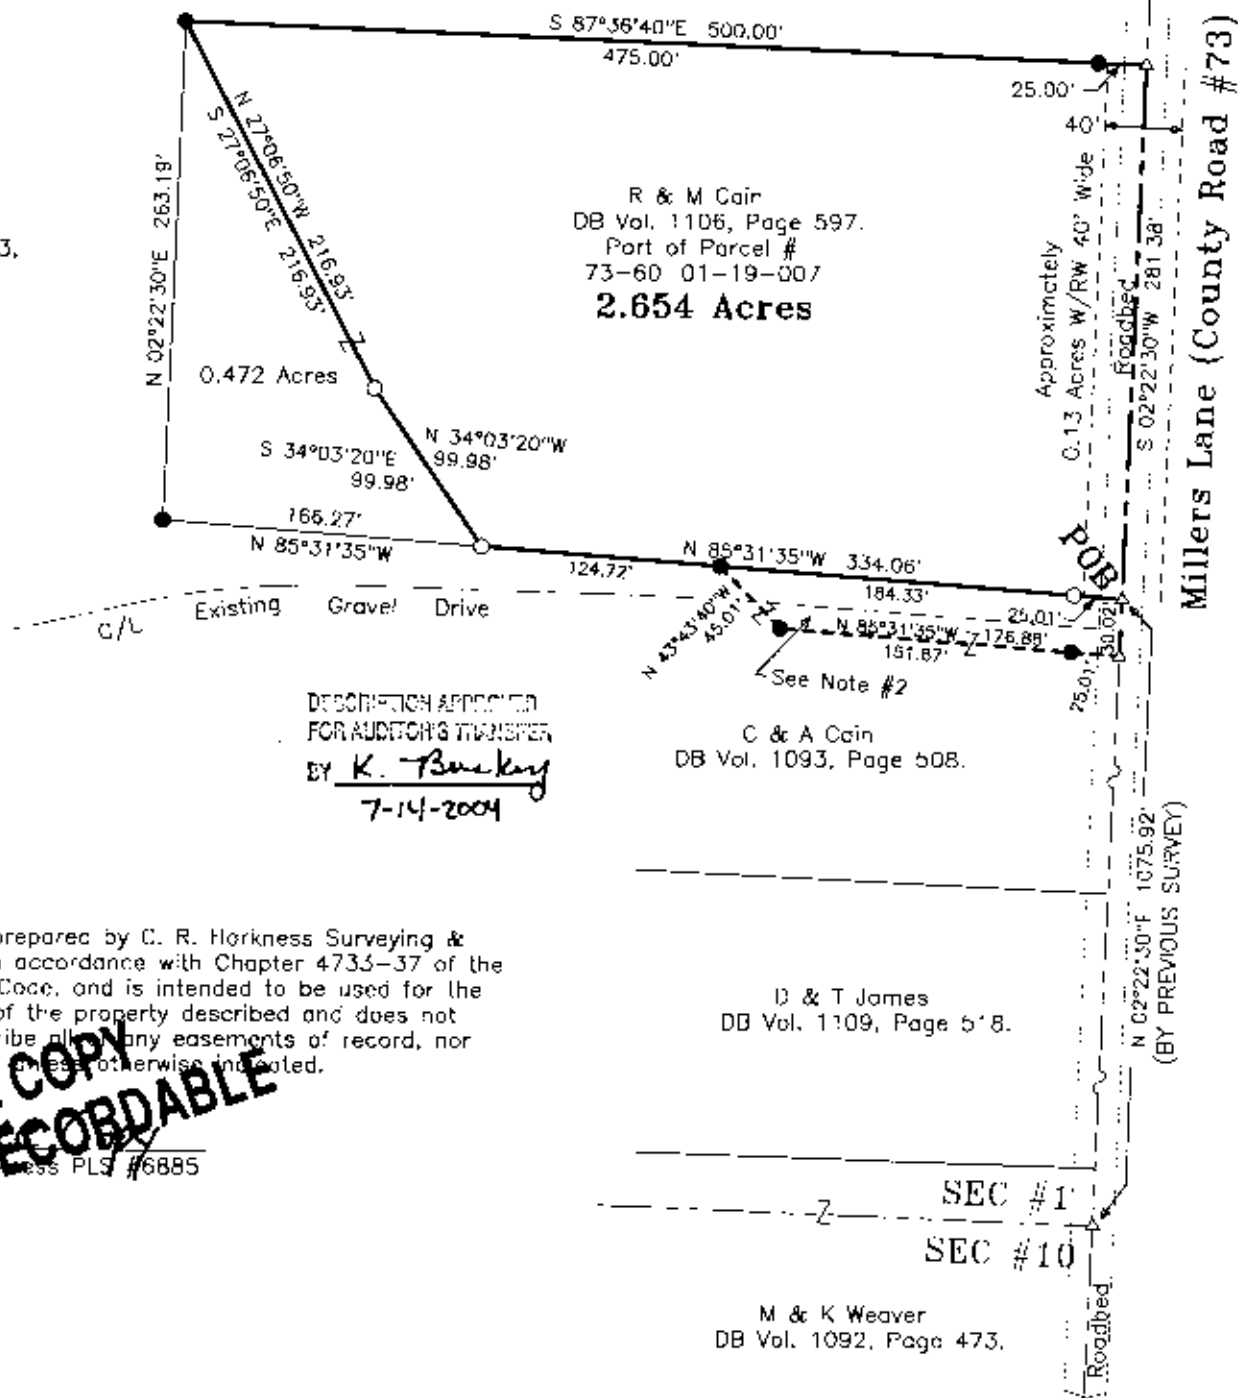 S 87°36'40"E 500.00'
475.00'
25.00'
40'
Millers Lane (County Road #73)
N 27°06'50"W 216.93'
S 27°06'50"E 216.93'
N 02°22'30"E 263.19'
3,
R & M Cain
DB Vol. 1106, Page 597.
Part of Parcel #
73-60 01-19-007
2.654 Acres
Approximately
0.13 Acres W/RW 40' Wide
Roadbed
S 02°22'30"W 281.38'
0.472 Acres
N 34°03'20"W
99.98'
S 34°03'20"E
99.98'
166.27'
N 85°31'35"W
N 85°31'35"W 334.06'
124.72'
184.33'
POB
25.01'
30.02'
C/L Existing Gravel Drive
N 43°43'40"W
45.01'
N 85°31'35"W 176.88'
151.87'
25.01'
See Note #2
DESCRIPTION APPROVED
FOR AUDITOR'S TRANSFER
BY K.
7-14-2004
C & A Cain
DB Vol. 1093, Page 508.
N 02°22'30"E 1075.92'
(BY PREVIOUS SURVEY)
prepared by C. R. Harkness Surveying &
accordance with Chapter 4733-37 of the
Code, and is intended to be used for the
of the property described and does not
ribe all any easements of record, nor
unless otherwise indicated.
COPY
ECORDABLE
ess PLS #6885
D & T James
DB Vol. 1109, Page 518.
SEC #1
SEC #10
M & K Weaver
DB Vol. 1092, Page 473.
Roadbed